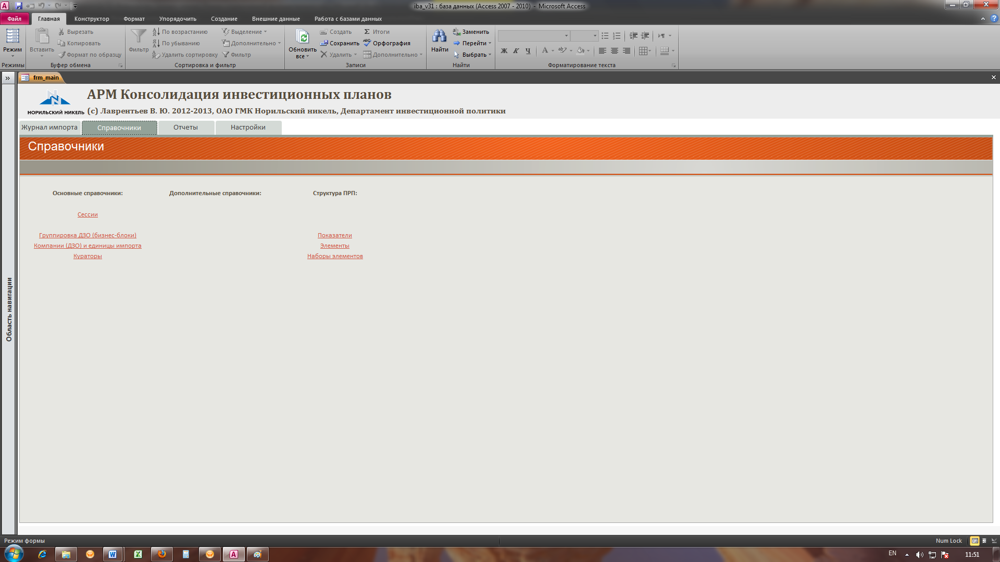 iba_v31 : база данных (Access 2007 - 2010) - Microsoft Access
Файл Главная Конструктор Формат Упорядочить Создание Внешние данные Работа с базами данных
Режим
Режимы
Вставить
Вырезать
Копировать
Формат по образцу
Буфер обмена
Фильтр
По возрастанию
По убыванию
Удалить сортировку
Выделение
Дополнительно
Фильтр
Сортировка и фильтр
Обновить
все
Создать
Сохранить
Удалить
Итоги
Орфография
Дополнительно
Записи
Найти
Заменить
Перейти
Выбрать
Найти
Ж К Ч
Форматирование текста
frm_main
НОРИЛЬСКИЙ НИКЕЛЬ
АРМ Консолидация инвестиционных планов
(с) Лаврентьев В. Ю. 2012-2013, ОАО ГМК Норильский никель, Департамент инвестиционной политики
Журнал импорта Справочники Отчеты Настройки
Справочники
Основные справочники: Дополнительные справочники: Структура ПРП:
Сессии
Группировка ДЗО (бизнес-блоки) Показатели
Компании (ДЗО) и единицы импорта Элементы
Кураторы Наборы элементов
Область навигации
Режим формы Num Lock
EN 11:51